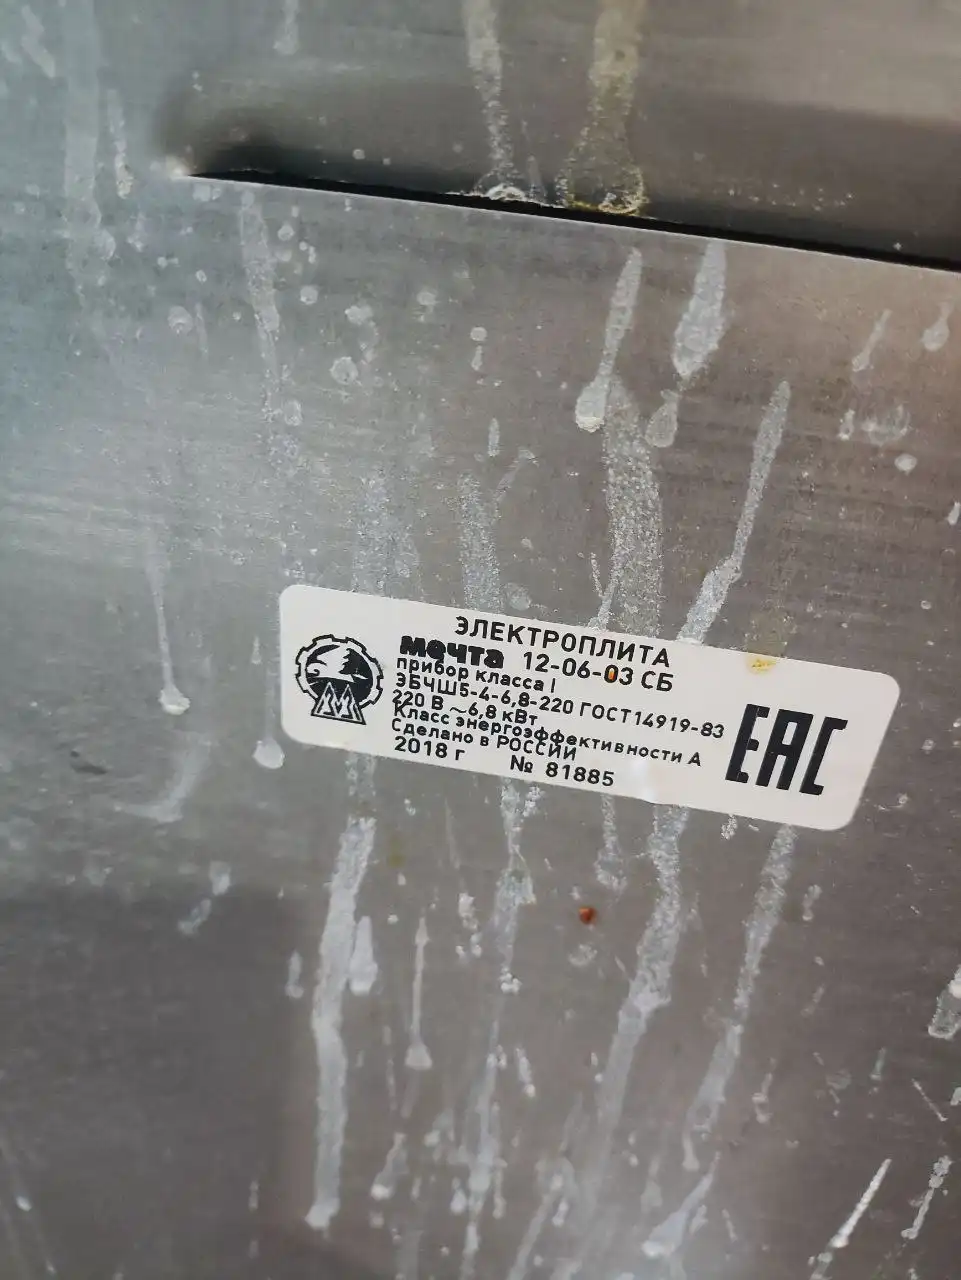 ЭЛЕКТРОПЛИТА
мечта 12-06-03 СБ
прибор класса I
ЭБЧШ5-4-6,8-220 ГОСТ14919-83
220 В ~6,8 кВт
Класс энергоэффективности А
Сделано в РОССИИ
2018 г № 81885
ЕАС